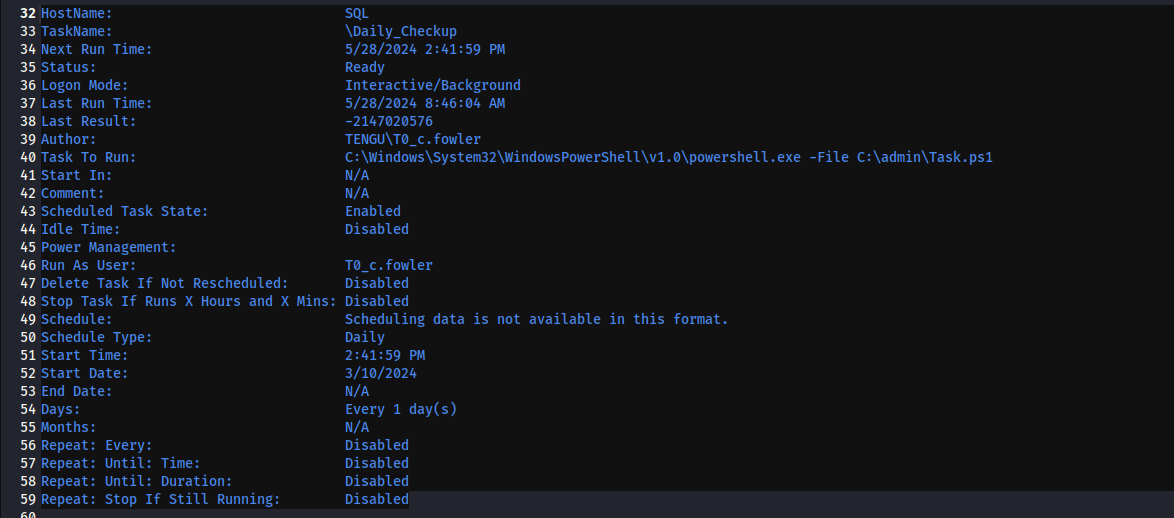 32 HostName:                             SQL
33 TaskName:                             \Daily_Checkup
34 Next Run Time:                        5/28/2024 2:41:59 PM
35 Status:                               Ready
36 Logon Mode:                           Interactive/Background
37 Last Run Time:                        5/28/2024 8:46:04 AM
38 Last Result:                          -2147020576
39 Author:                               TENGU\T0_c.fowler
40 Task To Run:                          C:\Windows\System32\WindowsPowerShell\v1.0\powershell.exe -File C:\admin\Task.ps1
41 Start In:                             N/A
42 Comment:                              N/A
43 Scheduled Task State:                 Enabled
44 Idle Time:                            Disabled
45 Power Management:
46 Run As User:                          T0_c.fowler
47 Delete Task If Not Rescheduled:       Disabled
48 Stop Task If Runs X Hours and X Mins: Disabled
49 Schedule:                             Scheduling data is not available in this format.
50 Schedule Type:                        Daily
51 Start Time:                           2:41:59 PM
52 Start Date:                           3/10/2024
53 End Date:                             N/A
54 Days:                                 Every 1 day(s)
55 Months:                               N/A
56 Repeat: Every:                        Disabled
57 Repeat: Until: Time:                  Disabled
58 Repeat: Until: Duration:              Disabled
59 Repeat: Stop If Still Running:        Disabled
60